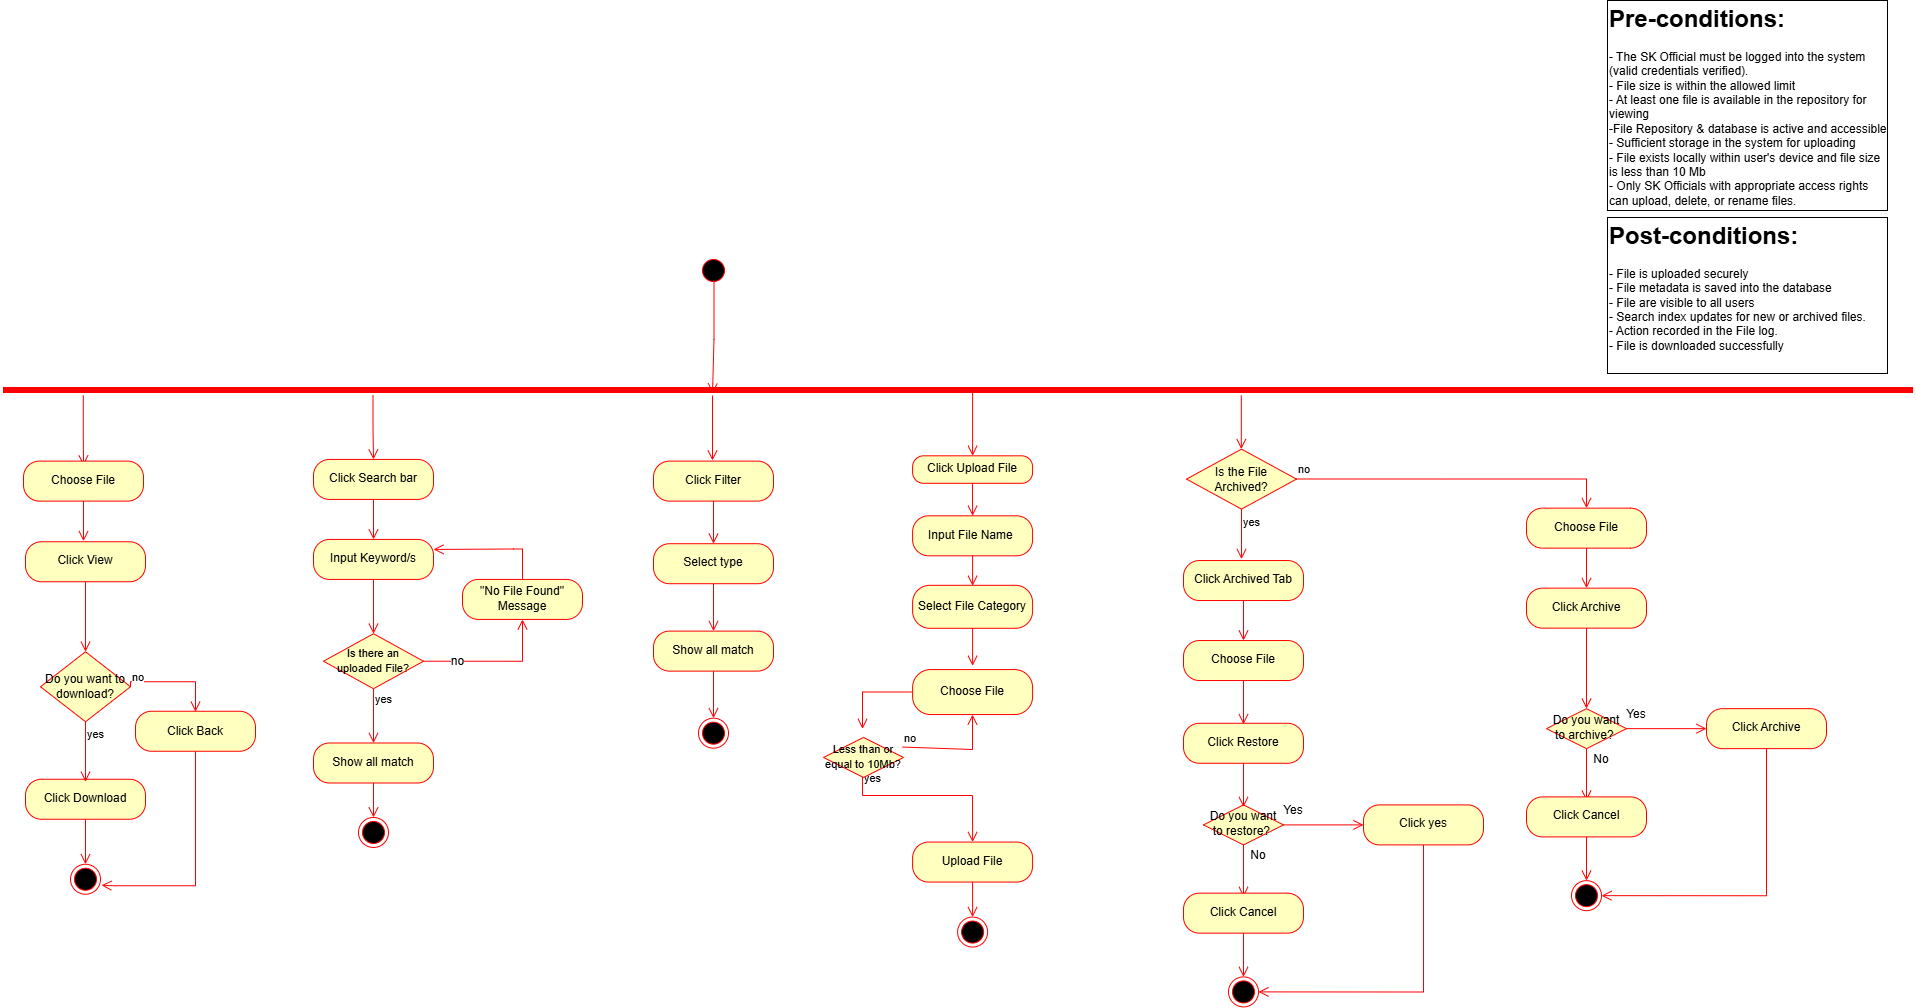 Pre-conditions:
- The SK Official must be logged into the system
(valid credentials verified).
- File size is within the allowed limit
- At least one file is available in the repository for
viewing
-File Repository & database is active and accessible
- Sufficient storage in the system for uploading
- File exists locally within user's device and file size
is less than 10 Mb
- Only SK Officials with appropriate access rights
can upload, delete, or rename files.
Post-conditions:
- File is uploaded securely
- File metadata is saved into the database
- File are visible to all users
- Search index updates for new or archived files.
- Action recorded in the File log.
- File is downloaded successfully
Choose File
Click View
Do you want to
download?
no
yes
Click Back
Click Download
Click Search bar
Input Keyword/s
"No File Found"
Message
Is there an
uploaded File?
no
yes
Show all match
Click Filter
Select type
Show all match
Click Upload File
Input File Name
Select File Category
Choose File
Less than or
equal to 10Mb?
no
yes
Upload File
Is the File
Archived?
no
yes
Click Archived Tab
Choose File
Click Restore
Do you want
to restore?
Yes
No
Click yes
Click Cancel
Choose File
Click Archive
Do you want
to archive?
Yes
No
Click Archive
Click Cancel